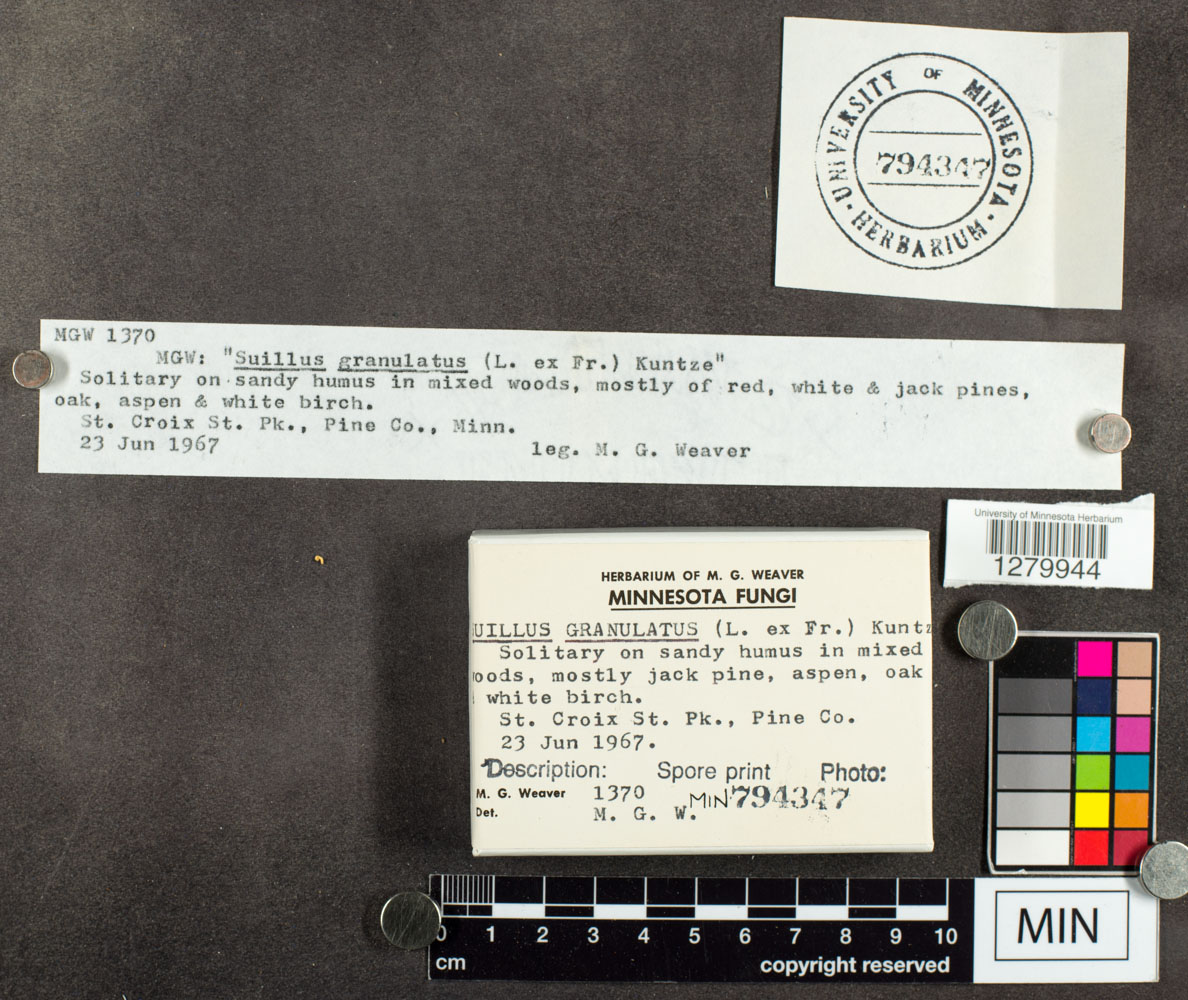 UNIVERSITY OF MINNESOTA
794347
· HERBARIUM ·
MGW 1370
MGW: "Suillus granulatus (L. ex Fr.) Kuntze"
Solitary on sandy humus in mixed woods, mostly of red, white & jack pines,
oak, aspen & white birch.
St. Croix St. Pk., Pine Co., Minn.
23 Jun 1967 leg. M. G. Weaver
University of Minnesota Herbarium
1279944
HERBARIUM OF M. G. WEAVER
MINNESOTA FUNGI
UILLUS GRANULATUS (L. ex Fr.) Kuntz
Solitary on sandy humus in mixed
oods, mostly jack pine, aspen, oak
white birch.
St. Croix St. Pk., Pine Co.
23 Jun 1967.
Description: Spore print Photo:
M. G. Weaver 1370 MIN 794347
Det. M. G. W.
0 1 2 3 4 5 6 7 8 9 10
cm copyright reserved
MIN